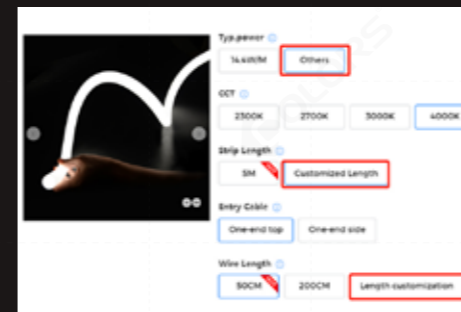 Typ.power
14.4W/M Others
CCT
2300K 2700K 3000K 4000K
Strip Length
5M Customized Length
Entry Cable
One-end top One-end side
Wire Length
50CM 200CM Length customization